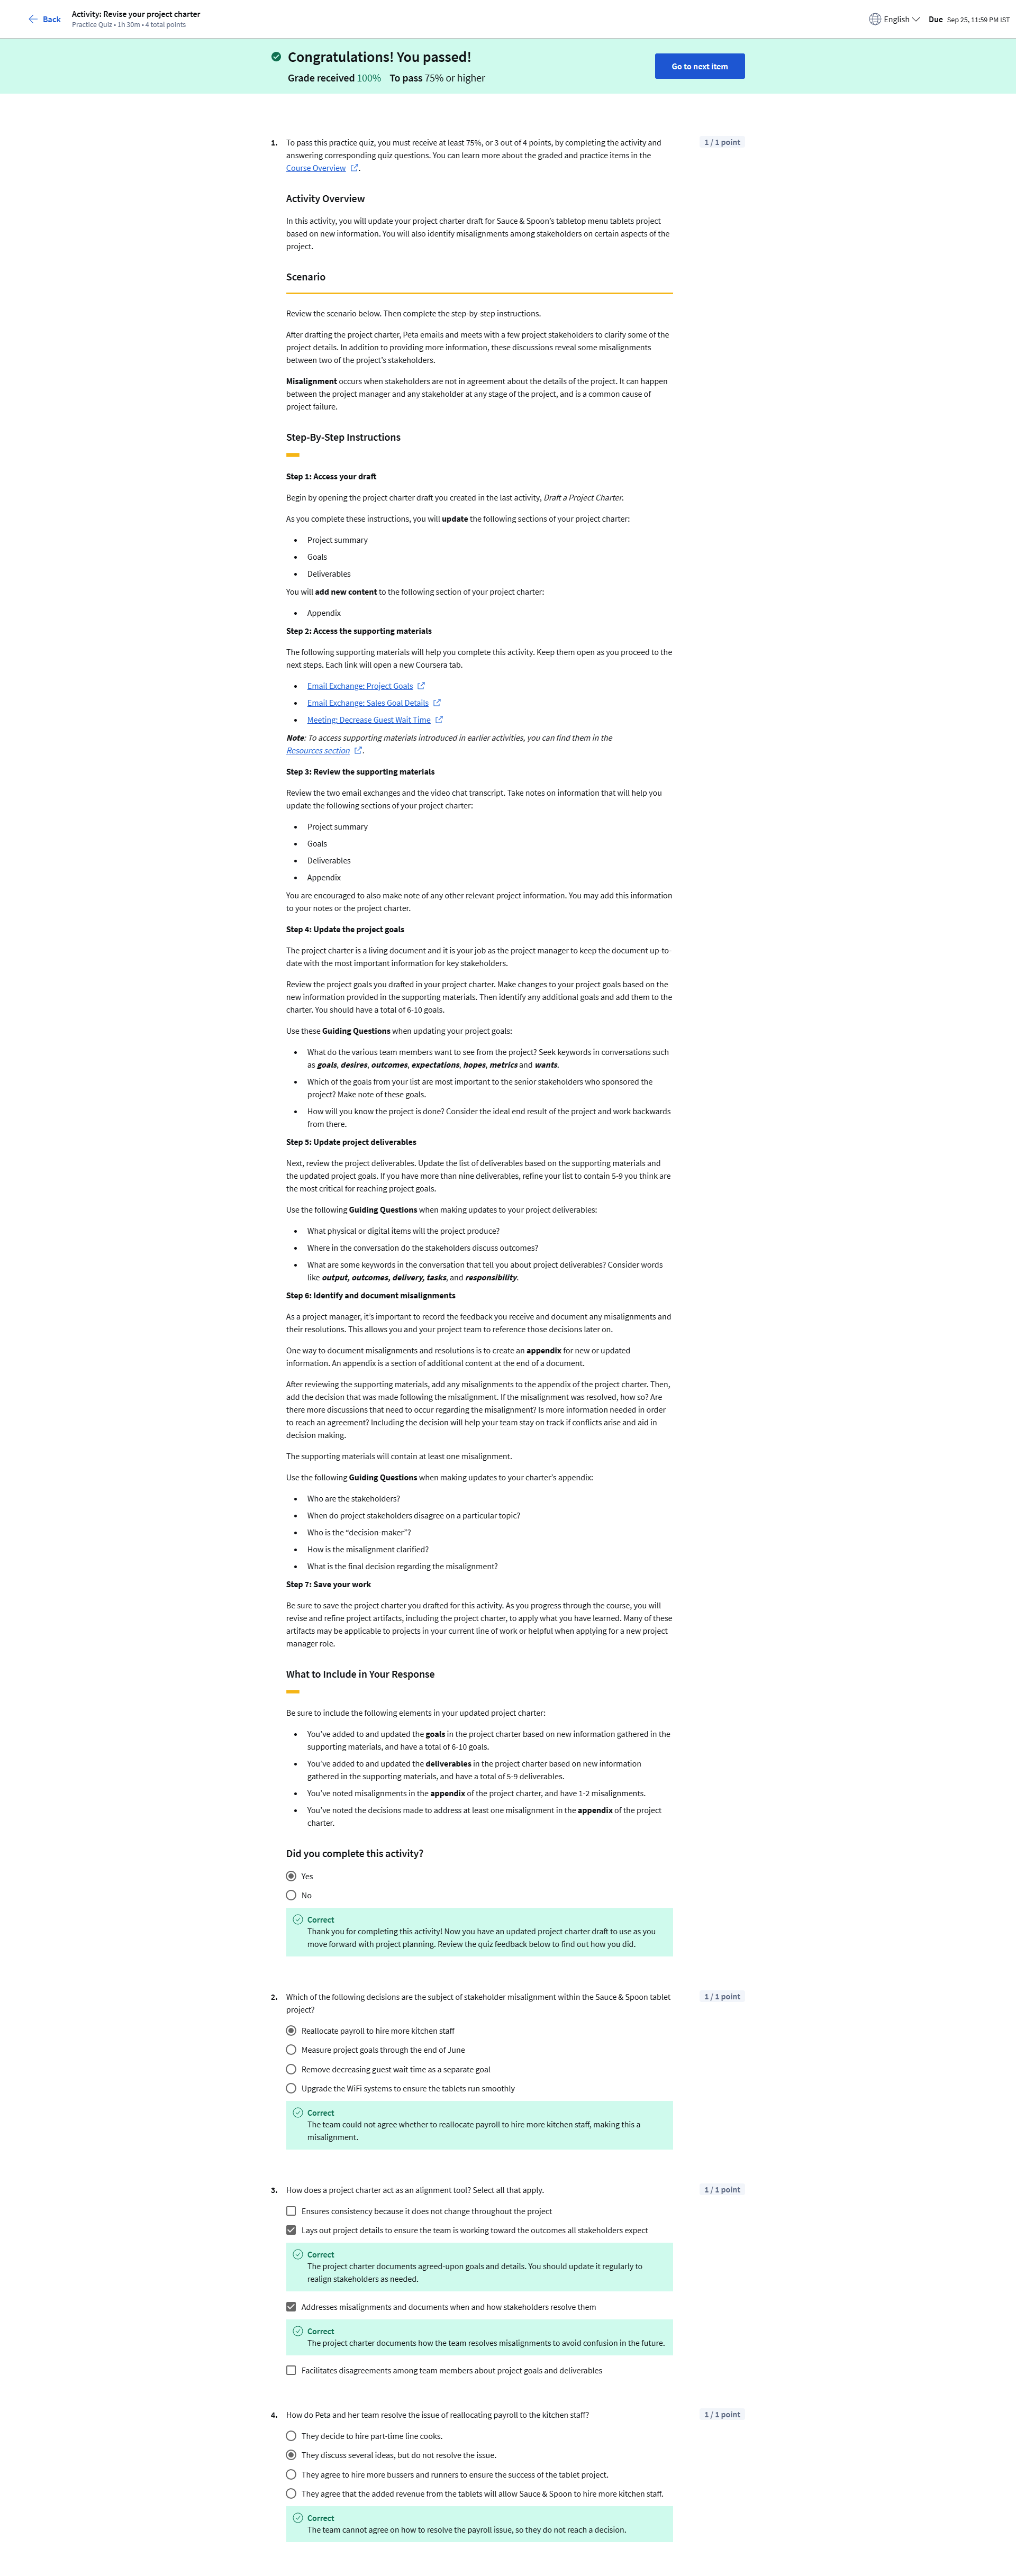 Back
Activity: Revise your project charter
Practice Quiz • 1h 30m • 4 total points
English
Due Sep 25, 11:59 PM IST
Congratulations! You passed!
Grade received 100% To pass 75% or higher
Go to next item
1. To pass this practice quiz, you must receive at least 75%, or 3 out of 4 points, by completing the activity and
1 / 1 point
answering corresponding quiz questions. You can learn more about the graded and practice items in the
Course Overview .
Activity Overview
In this activity, you will update your project charter draft for Sauce & Spoon's tabletop menu tablets project
based on new information. You will also identify misalignments among stakeholders on certain aspects of the
project.
Scenario
Review the scenario below. Then complete the step-by-step instructions.
After drafting the project charter, Peta emails and meets with a few project stakeholders to clarify some of the
project details. In addition to providing more information, these discussions reveal some misalignments
between two of the project's stakeholders.
Misalignment occurs when stakeholders are not in agreement about the details of the project. It can happen
between the project manager and any stakeholder at any stage of the project, and is a common cause of
project failure.
Step-By-Step Instructions
Step 1: Access your draft
Begin by opening the project charter draft you created in the last activity, Draft a Project Charter.
As you complete these instructions, you will update the following sections of your project charter:
• Project summary
• Goals
• Deliverables
You will add new content to the following section of your project charter:
• Appendix
Step 2: Access the supporting materials
The following supporting materials will help you complete this activity. Keep them open as you proceed to the
next steps. Each link will open a new Coursera tab.
• Email Exchange: Project Goals
• Email Exchange: Sales Goal Details
• Meeting: Decrease Guest Wait Time
Note: To access supporting materials introduced in earlier activities, you can find them in the
Resources section .
Step 3: Review the supporting materials
Review the two email exchanges and the video chat transcript. Take notes on information that will help you
update the following sections of your project charter:
• Project summary
• Goals
• Deliverables
• Appendix
You are encouraged to also make note of any other relevant project information. You may add this information
to your notes or the project charter.
Step 4: Update the project goals
The project charter is a living document and it is your job as the project manager to keep the document up-to-
date with the most important information for key stakeholders.
Review the project goals you drafted in your project charter. Make changes to your project goals based on the
new information provided in the supporting materials. Then identify any additional goals and add them to the
charter. You should have a total of 6-10 goals.
Use these Guiding Questions when updating your project goals:
• What do the various team members want to see from the project? Seek keywords in conversations such
as goals, desires, outcomes, expectations, hopes, metrics and wants.
• Which of the goals from your list are most important to the senior stakeholders who sponsored the
project? Make note of these goals.
• How will you know the project is done? Consider the ideal end result of the project and work backwards
from there.
Step 5: Update project deliverables
Next, review the project deliverables. Update the list of deliverables based on the supporting materials and
the updated project goals. If you have more than nine deliverables, refine your list to contain 5-9 you think are
the most critical for reaching project goals.
Use the following Guiding Questions when making updates to your project deliverables:
• What physical or digital items will the project produce?
• Where in the conversation do the stakeholders discuss outcomes?
• What are some keywords in the conversation that tell you about project deliverables? Consider words
like output, outcomes, delivery, tasks, and responsibility.
Step 6: Identify and document misalignments
As a project manager, it's important to record the feedback you receive and document any misalignments and
their resolutions. This allows you and your project team to reference those decisions later on.
One way to document misalignments and resolutions is to create an appendix for new or updated
information. An appendix is a section of additional content at the end of a document.
After reviewing the supporting materials, add any misalignments to the appendix of the project charter. Then,
add the decision that was made following the misalignment. If the misalignment was resolved, how so? Are
there more discussions that need to occur regarding the misalignment? Is more information needed in order
to reach an agreement? Including the decision will help your team stay on track if conflicts arise and aid in
decision making.
The supporting materials will contain at least one misalignment.
Use the following Guiding Questions when making updates to your charter's appendix:
• Who are the stakeholders?
• When do project stakeholders disagree on a particular topic?
• Who is the "decision-maker"?
• How is the misalignment clarified?
• What is the final decision regarding the misalignment?
Step 7: Save your work
Be sure to save the project charter you drafted for this activity. As you progress through the course, you will
revise and refine project artifacts, including the project charter, to apply what you have learned. Many of these
artifacts may be applicable to projects in your current line of work or helpful when applying for a new project
manager role.
What to Include in Your Response
Be sure to include the following elements in your updated project charter:
• You've added to and updated the goals in the project charter based on new information gathered in the
supporting materials, and have a total of 6-10 goals.
• You've added to and updated the deliverables in the project charter based on new information
gathered in the supporting materials, and have a total of 5-9 deliverables.
• You've noted misalignments in the appendix of the project charter, and have 1-2 misalignments.
• You've noted the decisions made to address at least one misalignment in the appendix of the project
charter.
Did you complete this activity?
Yes
No
Correct
Thank you for completing this activity! Now you have an updated project charter draft to use as you
move forward with project planning. Review the quiz feedback below to find out how you did.
2. Which of the following decisions are the subject of stakeholder misalignment within the Sauce & Spoon tablet
1 / 1 point
project?
Reallocate payroll to hire more kitchen staff
Measure project goals through the end of June
Remove decreasing guest wait time as a separate goal
Upgrade the WiFi systems to ensure the tablets run smoothly
Correct
The team could not agree whether to reallocate payroll to hire more kitchen staff, making this a
misalignment.
3. How does a project charter act as an alignment tool? Select all that apply.
1 / 1 point
Ensures consistency because it does not change throughout the project
Lays out project details to ensure the team is working toward the outcomes all stakeholders expect
Correct
The project charter documents agreed-upon goals and details. You should update it regularly to
realign stakeholders as needed.
Addresses misalignments and documents when and how stakeholders resolve them
Correct
The project charter documents how the team resolves misalignments to avoid confusion in the future.
Facilitates disagreements among team members about project goals and deliverables
4. How do Peta and her team resolve the issue of reallocating payroll to the kitchen staff?
1 / 1 point
They decide to hire part-time line cooks.
They discuss several ideas, but do not resolve the issue.
They agree to hire more bussers and runners to ensure the success of the tablet project.
They agree that the added revenue from the tablets will allow Sauce & Spoon to hire more kitchen staff.
Correct
The team cannot agree on how to resolve the payroll issue, so they do not reach a decision.